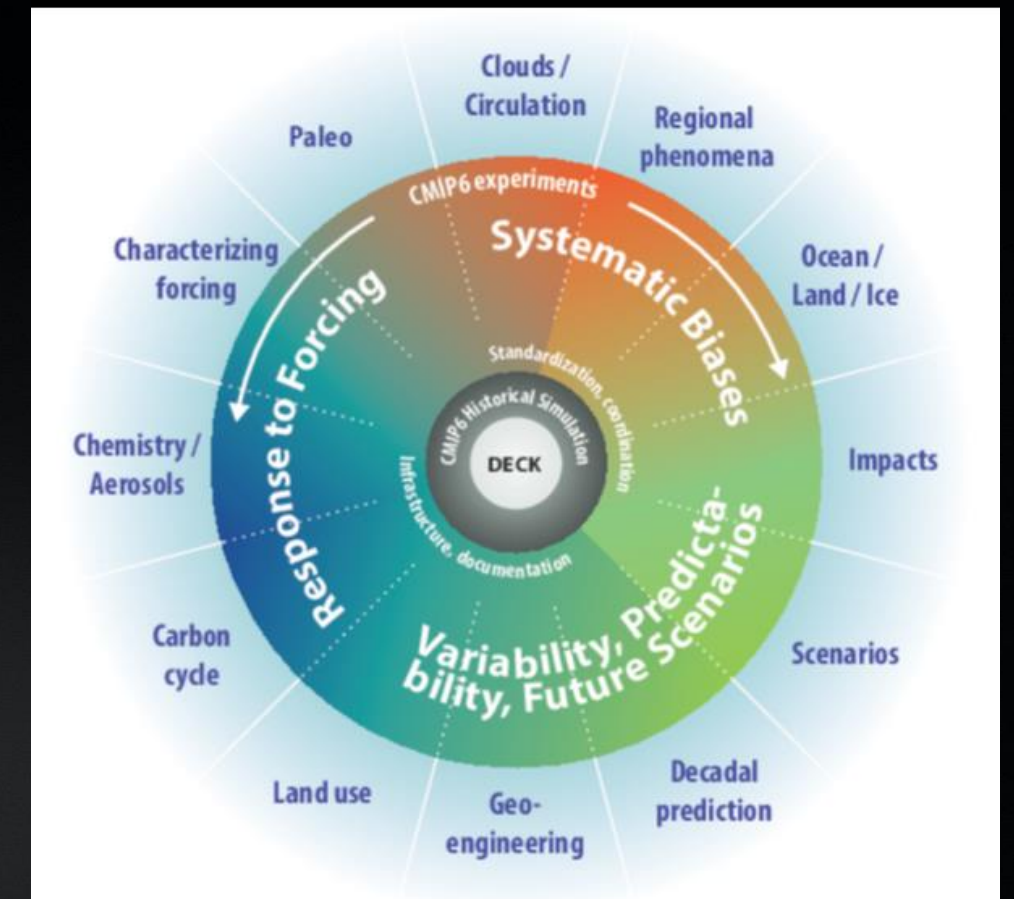 Clouds /
Circulation
Regional
phenomena
Paleo
CMIP6 experiments
Characterizing
forcing
Systematic Biases
Ocean /
Land / Ice
Response to Forcing
Standardization, coordination
CMIP6 Historical Simulation
DECK
Infrastructure, documentation
Chemistry /
Aerosols
Impacts
Variability, Predicta-
bility, Future Scenarios
Carbon
cycle
Scenarios
Land use
Geo-
engineering
Decadal
prediction